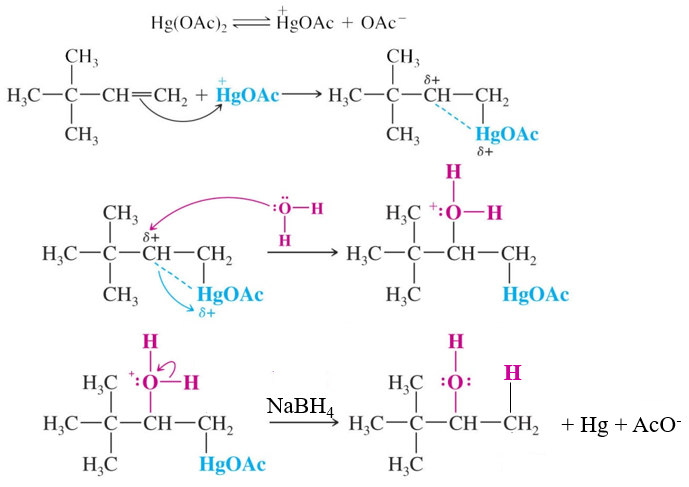 Hg(OAc)₂ ⇌ H⁺gOAc + OAc⁻
CH₃ CH₃
δ+
H₃C—C—CH=CH₂ + ⁺HgOAc → H₃C—C—CH—CH₂
CH₃ CH₃ HgOAc
δ+
H
CH₃ :Ö—H H₃C ⁺:O—H
δ+ H
H₃C—C—CH—CH₂ → H₃C—C—CH—CH₂
CH₃ HgOAc H₃C HgOAc
δ+
H H
H₃C ⁺:O—H H₃C :O: H
NaBH₄
H₃C—C—CH—CH₂ → H₃C—C—CH—CH₂ + Hg + AcO⁻
H₃C HgOAc H₃C